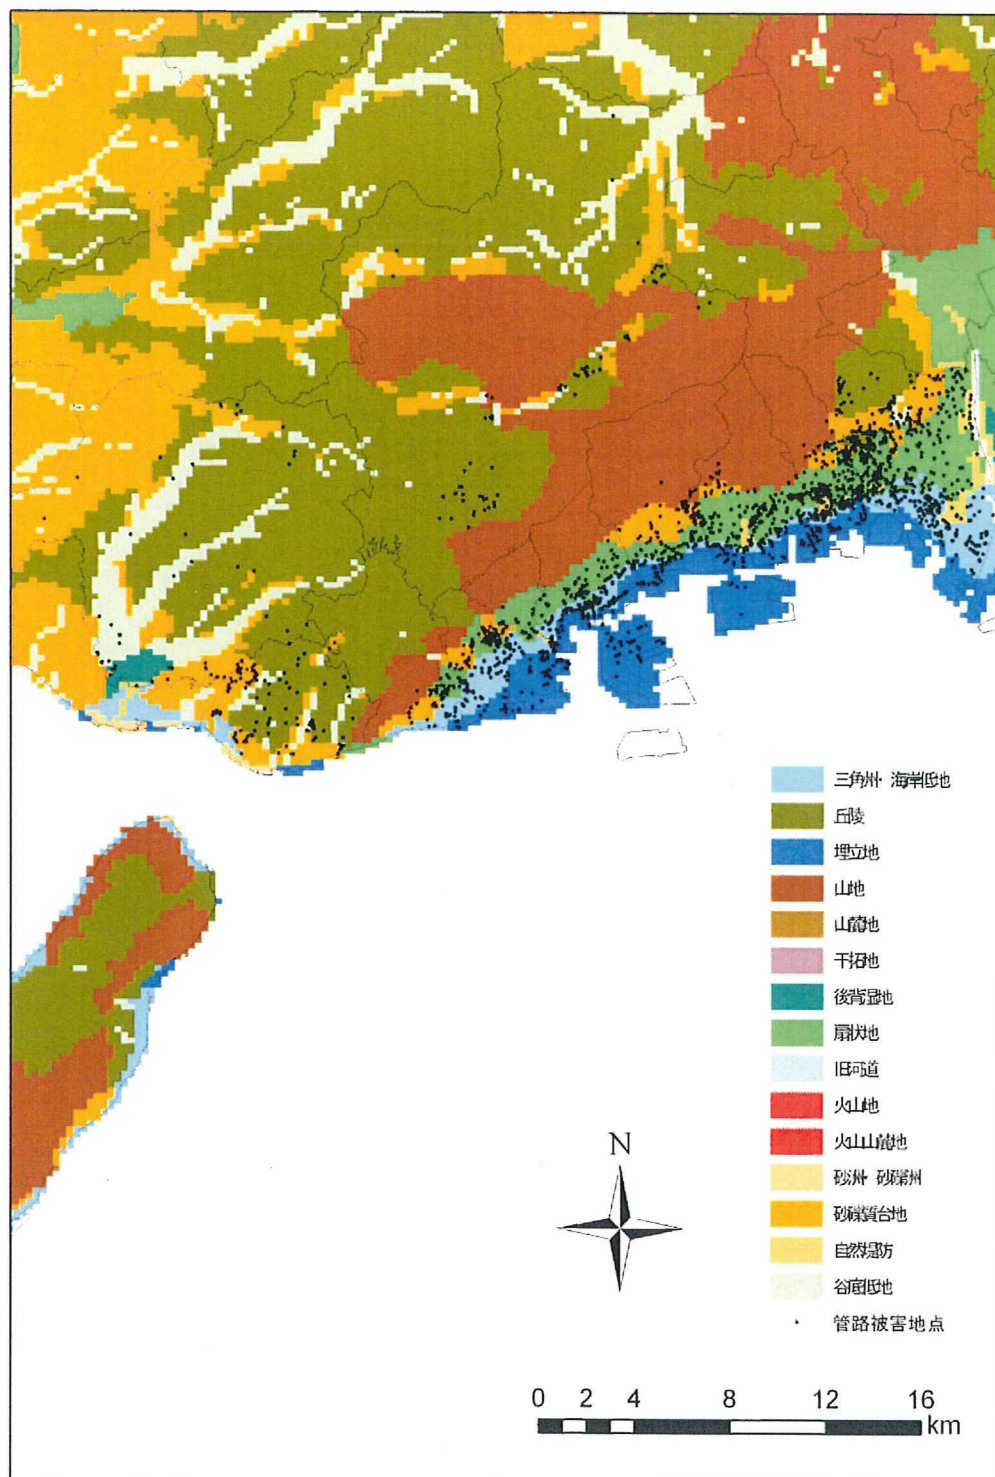 三角州・海岸低地
丘陵
埋立地
山地
山麓地
干拓地
後背湿地
扇状地
旧河道
火山地
火山山麓地
砂洲・砂礫洲
砂礫質台地
自然堤防
谷底低地
管路被害地点
N
0 2 4 8 12 16
km